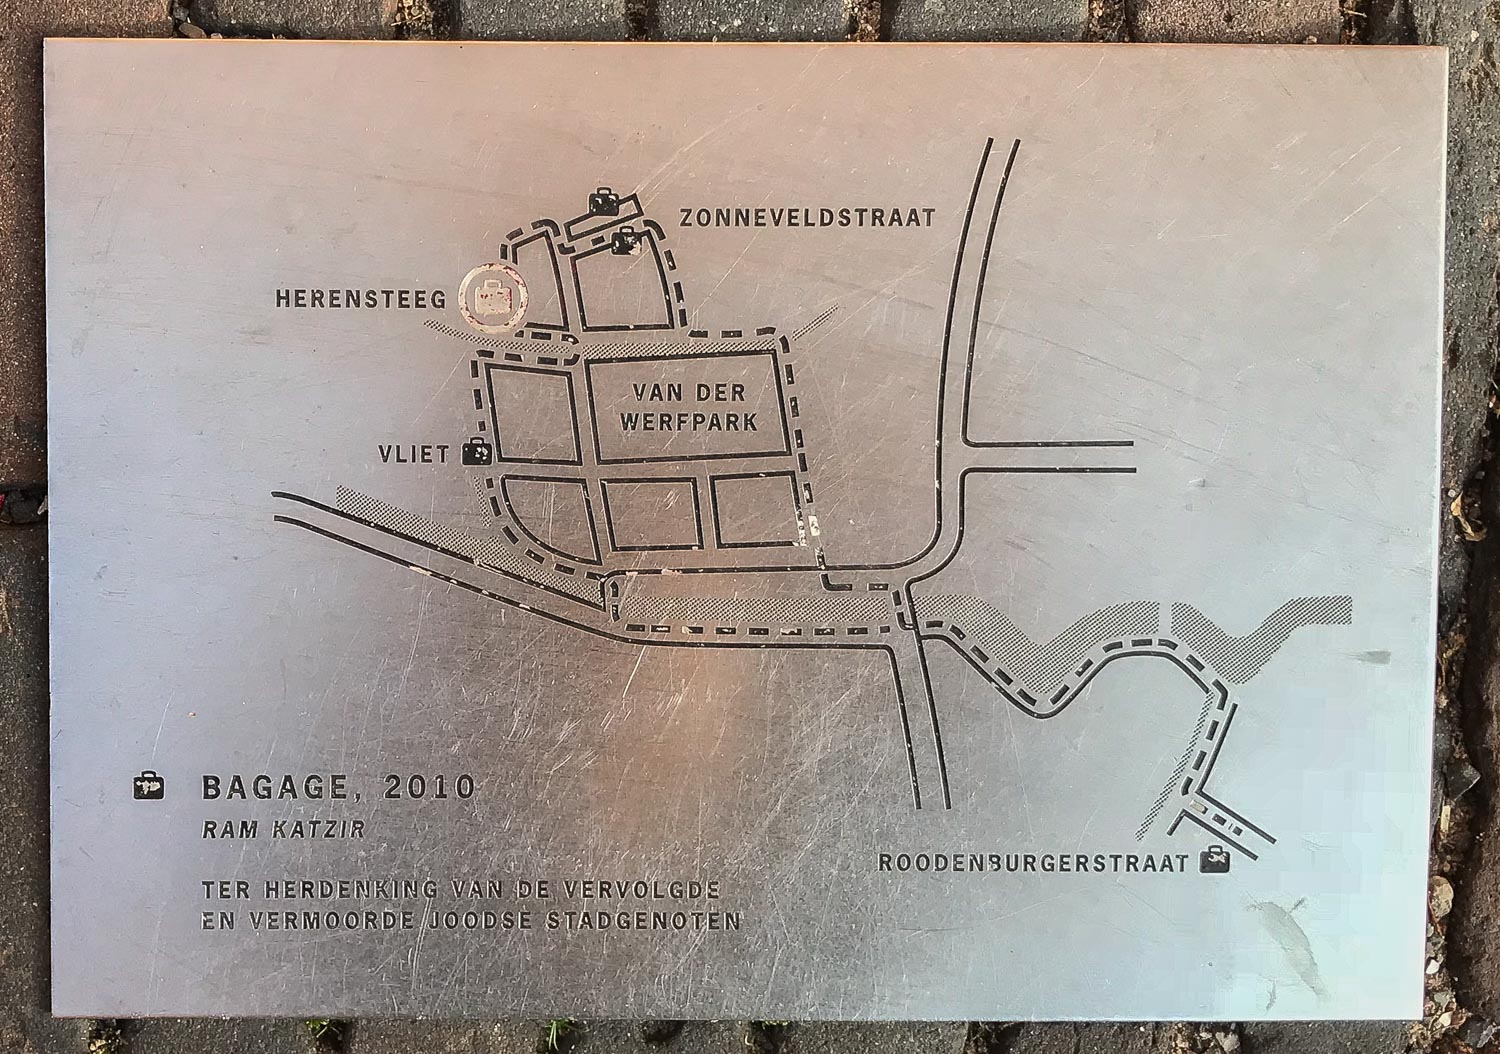 ZONNEVELDSTRAAT
HERENSTEEG
VAN DER
WERFPARK
VLIET
BAGAGE, 2010
RAM KATZIR
TER HERDENKING VAN DE VERVOLGDE
EN VERMOORDE JOODSE STADGENOTEN
ROODENBURGERSTRAAT